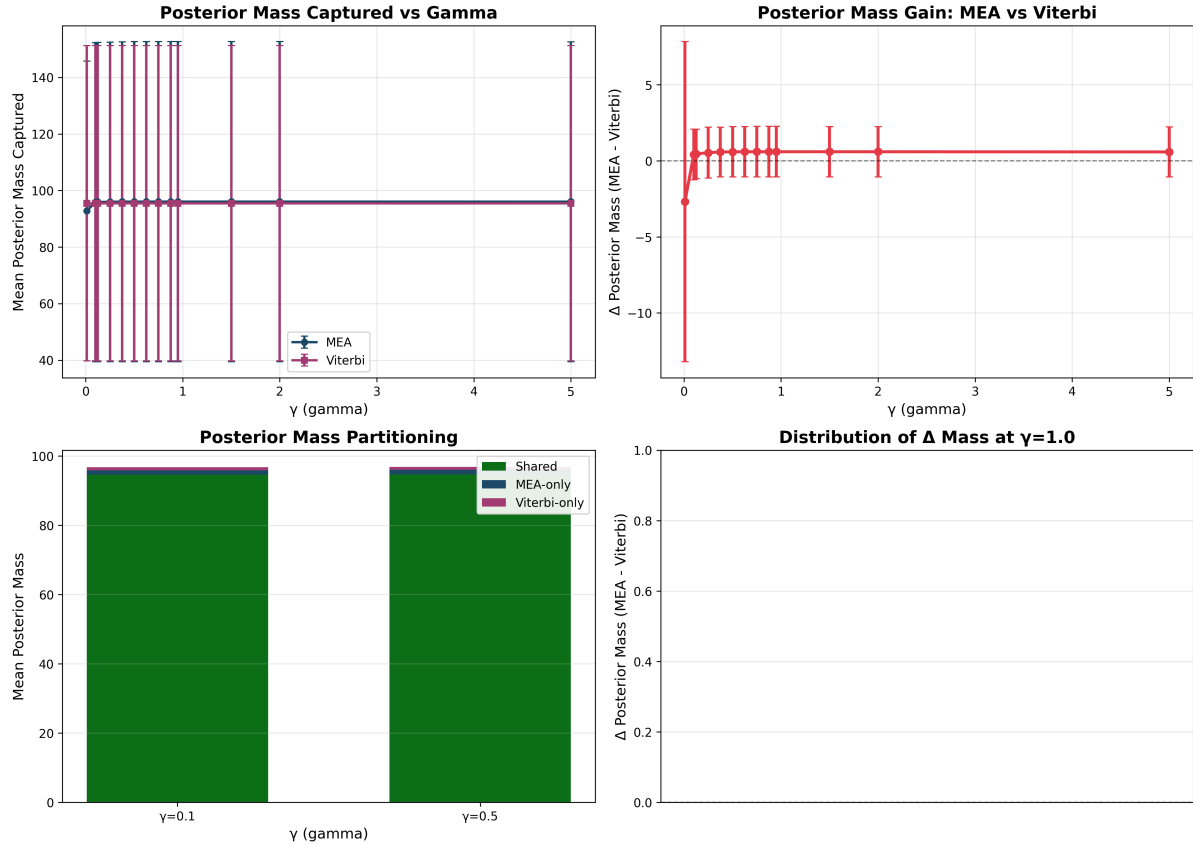 Posterior Mass Captured vs Gamma
Mean Posterior Mass Captured
140
120
100
80
60
40
MEA
Viterbi
0 1 2 3 4 5
γ (gamma)
Posterior Mass Gain: MEA vs Viterbi
Δ Posterior Mass (MEA - Viterbi)
5
0
−5
−10
0 1 2 3 4 5
γ (gamma)
Posterior Mass Partitioning
Mean Posterior Mass
100
80
60
40
20
0
Shared
MEA-only
Viterbi-only
γ=0.1 γ=0.5
γ (gamma)
Distribution of Δ Mass at γ=1.0
Δ Posterior Mass (MEA - Viterbi)
1.0
0.8
0.6
0.4
0.2
0.0